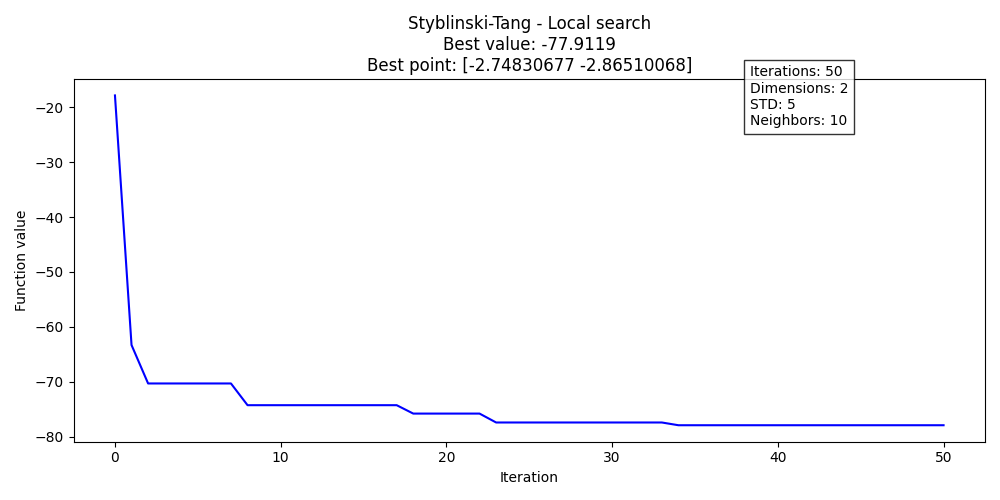 Styblinski-Tang - Local search
Best value: -77.9119
Best point: [-2.74830677 -2.86510068]
Iterations: 50
Dimensions: 2
STD: 5
Neighbors: 10
−20
−30
−40
−50
−60
−70
−80
Function value
0 10 20 30 40 50
Iteration